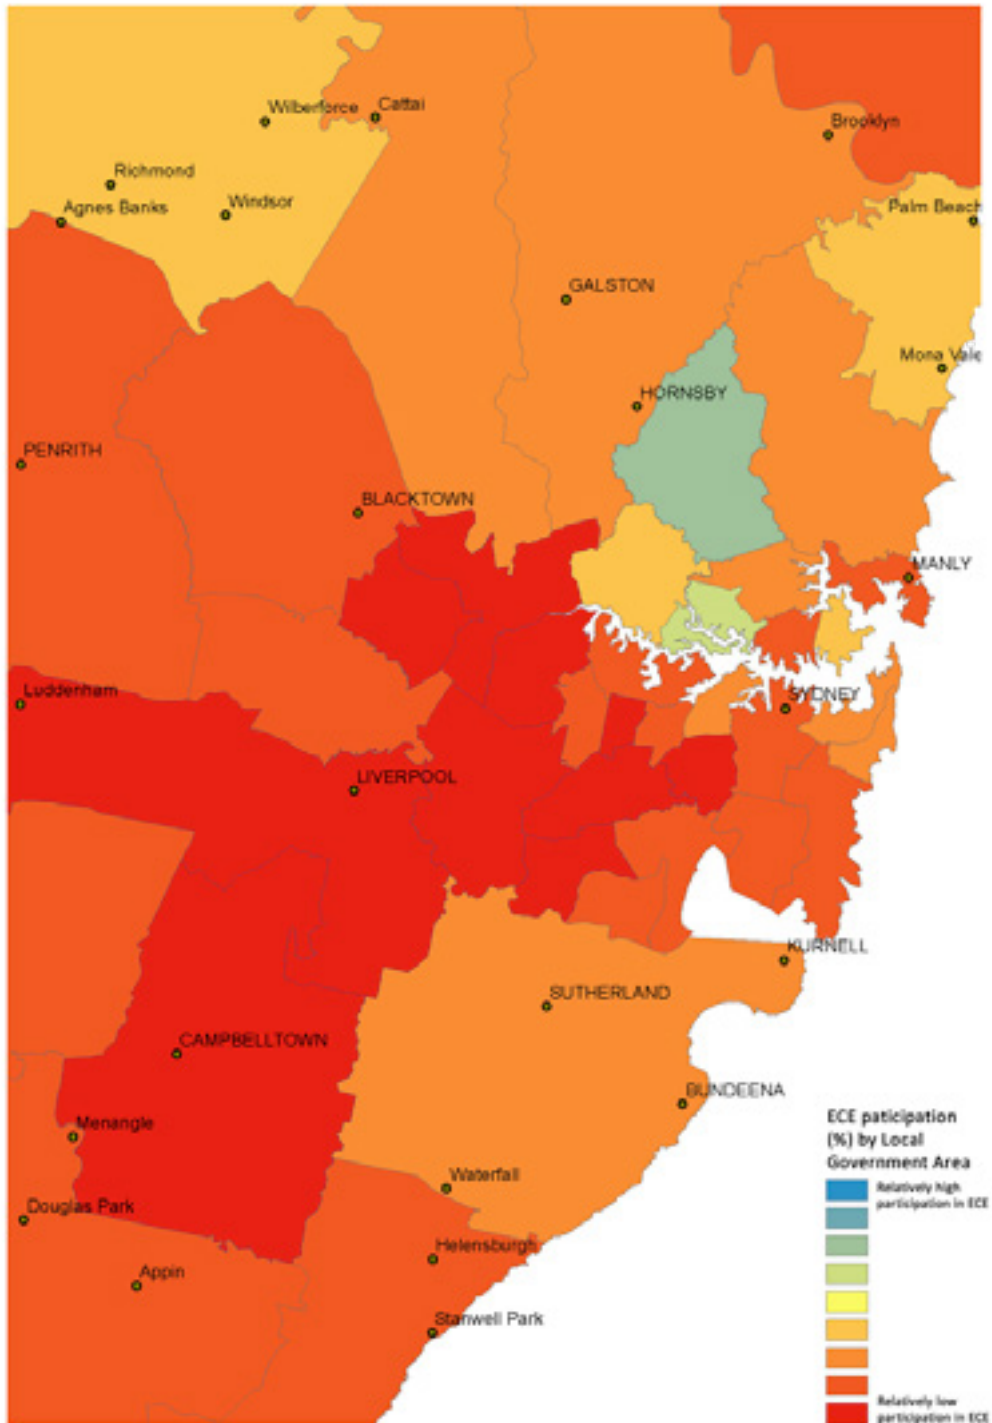 Wilberforce
Cattai
Brooklyn
Richmond
Agnes Banks
Windsor
Palm Beach
GALSTON
Mona Vale
HORNSBY
PENRITH
BLACKTOWN
MANLY
Luddenham
SYDNEY
LIVERPOOL
KURNELL
SUTHERLAND
CAMPBELLTOWN
BUNDEENA
Menangle
Waterfall
Douglas Park
Helensburgh
Appin
Stanwell Park
ECE paticipation
(%) by Local
Government Area
Relatively high
participation in ECE
Relatively low
participation in ECE